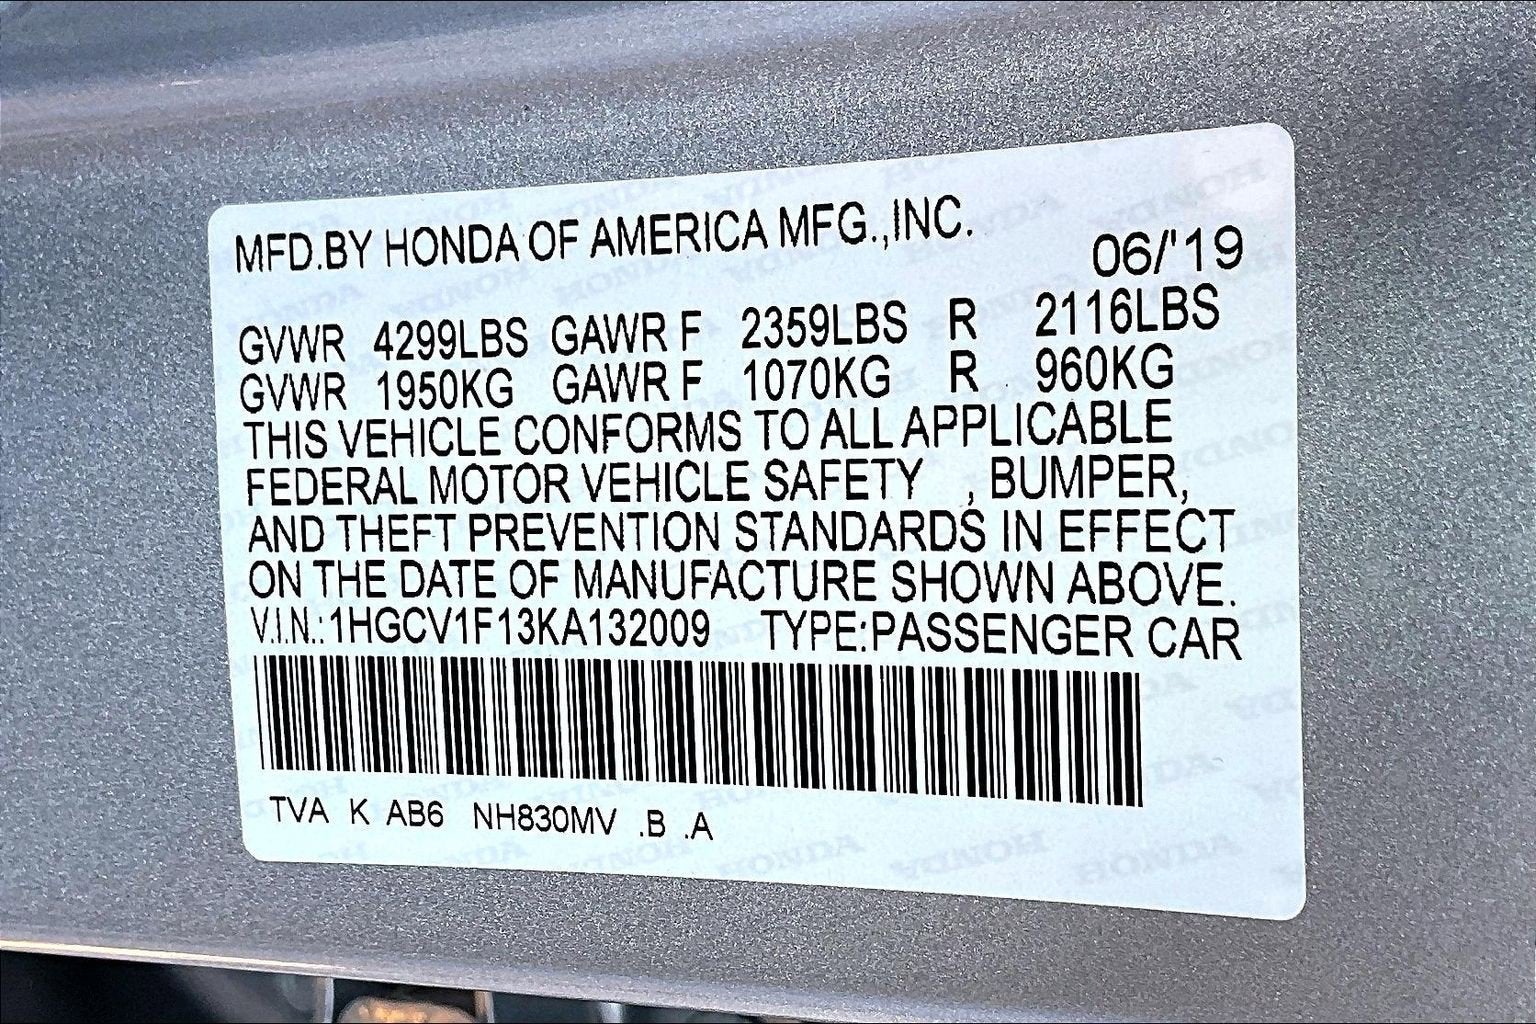 MFD.BY HONDA OF AMERICA MFG.,INC.
06/'19
GVWR 4299LBS GAWR F 2359LBS R 2116LBS
GVWR 1950KG GAWR F 1070KG R 960KG
THIS VEHICLE CONFORMS TO ALL APPLICABLE
FEDERAL MOTOR VEHICLE SAFETY , BUMPER,
AND THEFT PREVENTION STANDARDS IN EFFECT
ON THE DATE OF MANUFACTURE SHOWN ABOVE.
V.I.N.:1HGCV1F13KA132009 TYPE:PASSENGER CAR
TVA K AB6 NH830MV .B .A